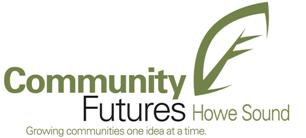 Community
Futures Howe Sound
Growing communities one idea at a time.